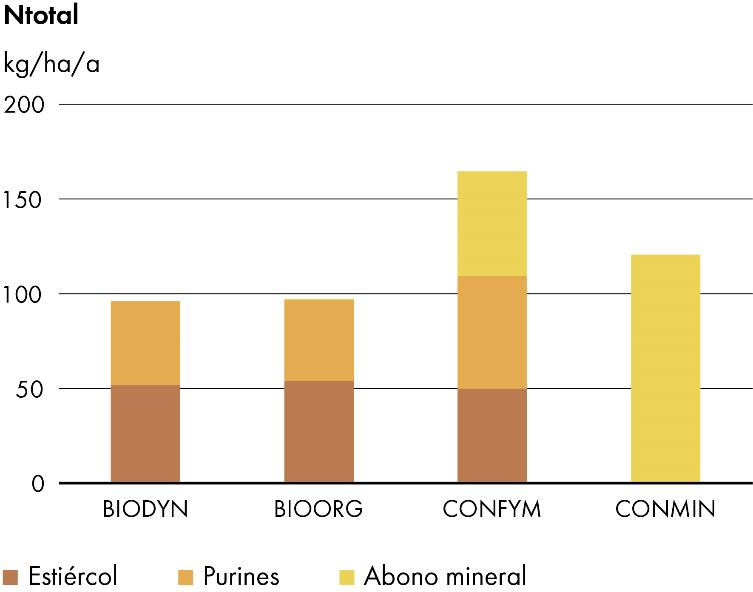 Ntotal
kg/ha/a
200
150
100
50
0
BIODYN BIOORG CONFYM CONMIN
Estiércol Purines Abono mineral